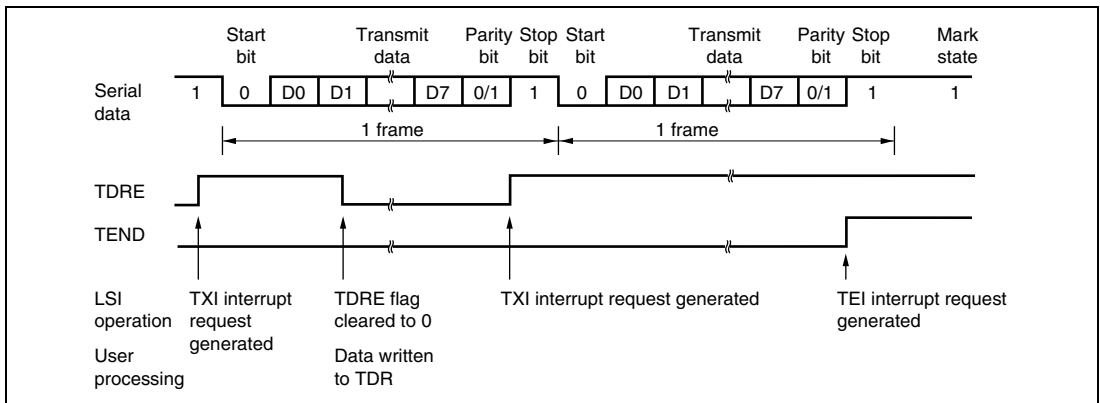 Start bit
Transmit data
Parity bit
Stop bit
Start bit
Transmit data
Parity bit
Stop bit
Mark state
Serial data
1 0 D0 D1 D7 0/1 1 0 D0 D1 D7 0/1 1 1
1 frame 1 frame
TDRE
TEND
LSI operation
TXI interrupt request generated
TDRE flag cleared to 0
TXI interrupt request generated
TEI interrupt request generated
User processing
Data written to TDR